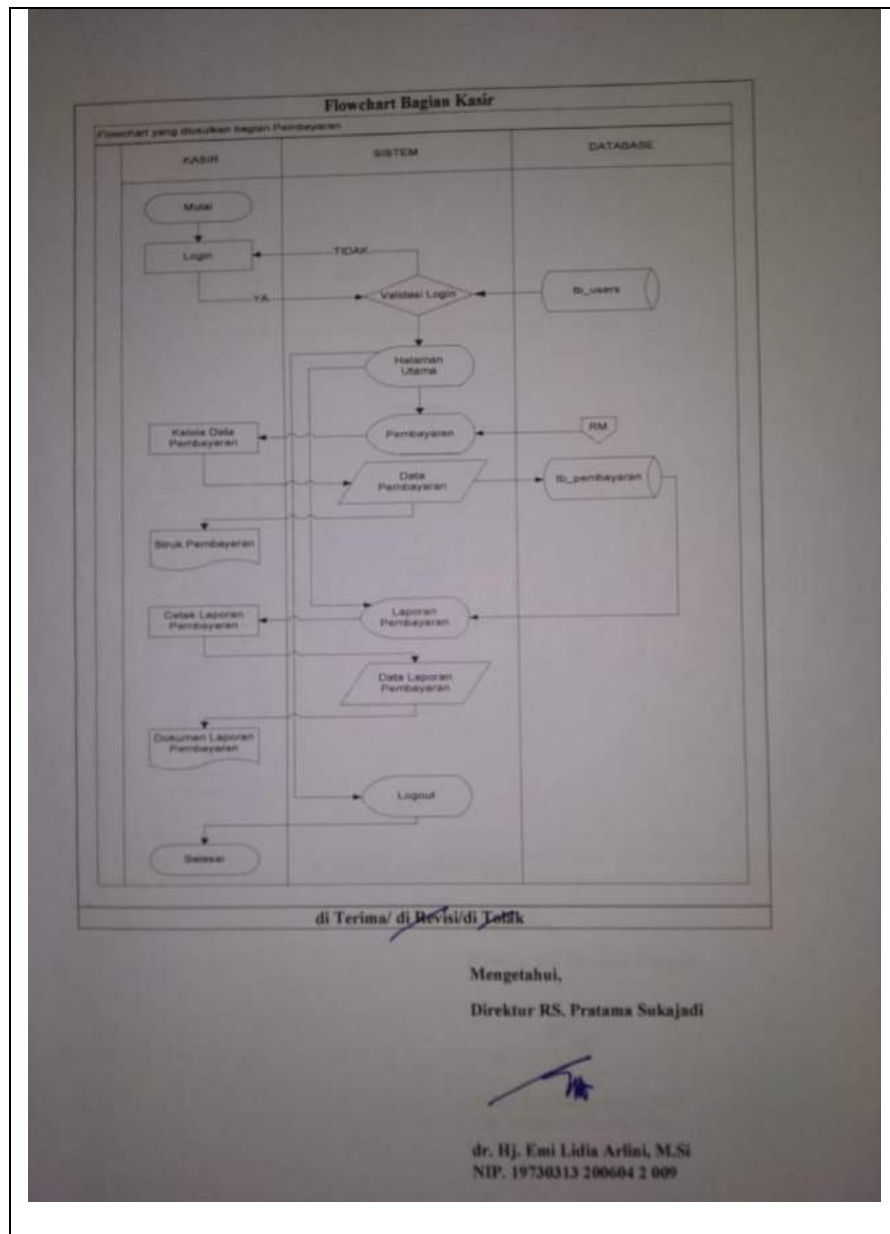 Flowchart Bagian Kasir
Flowchart yang diusulkan bagian Pembayaran
KASIR
SISTEM
DATABASE
Mulai
Login
TIDAK
YA
Validasi Login
tb_users
Halaman
Utama
Kelola Data
Pembayaran
Pembayaran
RM
Data
Pembayaran
tb_pembayaran
Struk Pembayaran
Cetak Laporan
Pembayaran
Laporan
Pembayaran
Data Laporan
Pembayaran
Dokumen Laporan
Pembayaran
Logout
Selesai
di Terima/ di Revisi/di Tolak
Mengetahui,
Direktur RS. Pratama Sukajadi
dr. Hj. Emi Lidia Arlini, M.Si
NIP. 19730313 200604 2 009